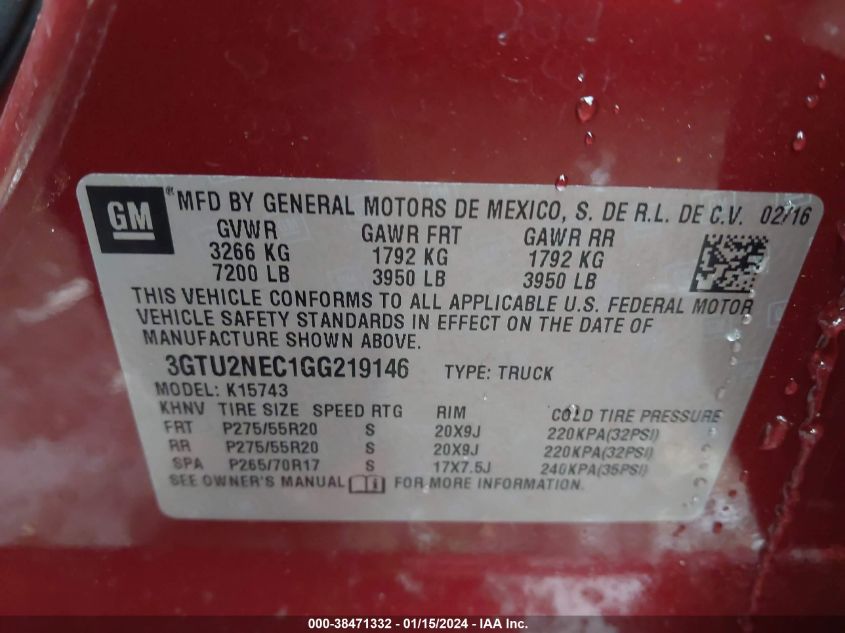 GM ® MFD BY GENERAL MOTORS DE MEXICO, S. DE R.L. DE C.V. 02/16
GVWR GAWR FRT GAWR RR
3266 KG 1792 KG 1792 KG
7200 LB 3950 LB 3950 LB
THIS VEHICLE CONFORMS TO ALL APPLICABLE U.S. FEDERAL MOTOR
VEHICLE SAFETY STANDARDS IN EFFECT ON THE DATE OF
MANUFACTURE SHOWN ABOVE.
3GTU2NEC1GG219146 TYPE: TRUCK
MODEL: K15743
KHNV TIRE SIZE SPEED RTG RIM COLD TIRE PRESSURE
FRT P275/55R20 S 20X9J 220KPA(32PSI)
RR P275/55R20 S 20X9J 220KPA(32PSI)
SPA P265/70R17 S 17X7.5J 240KPA(35PSI)
SEE OWNER'S MANUAL FOR MORE INFORMATION.
000-38471332 - 01/15/2024 - IAATrucks.com